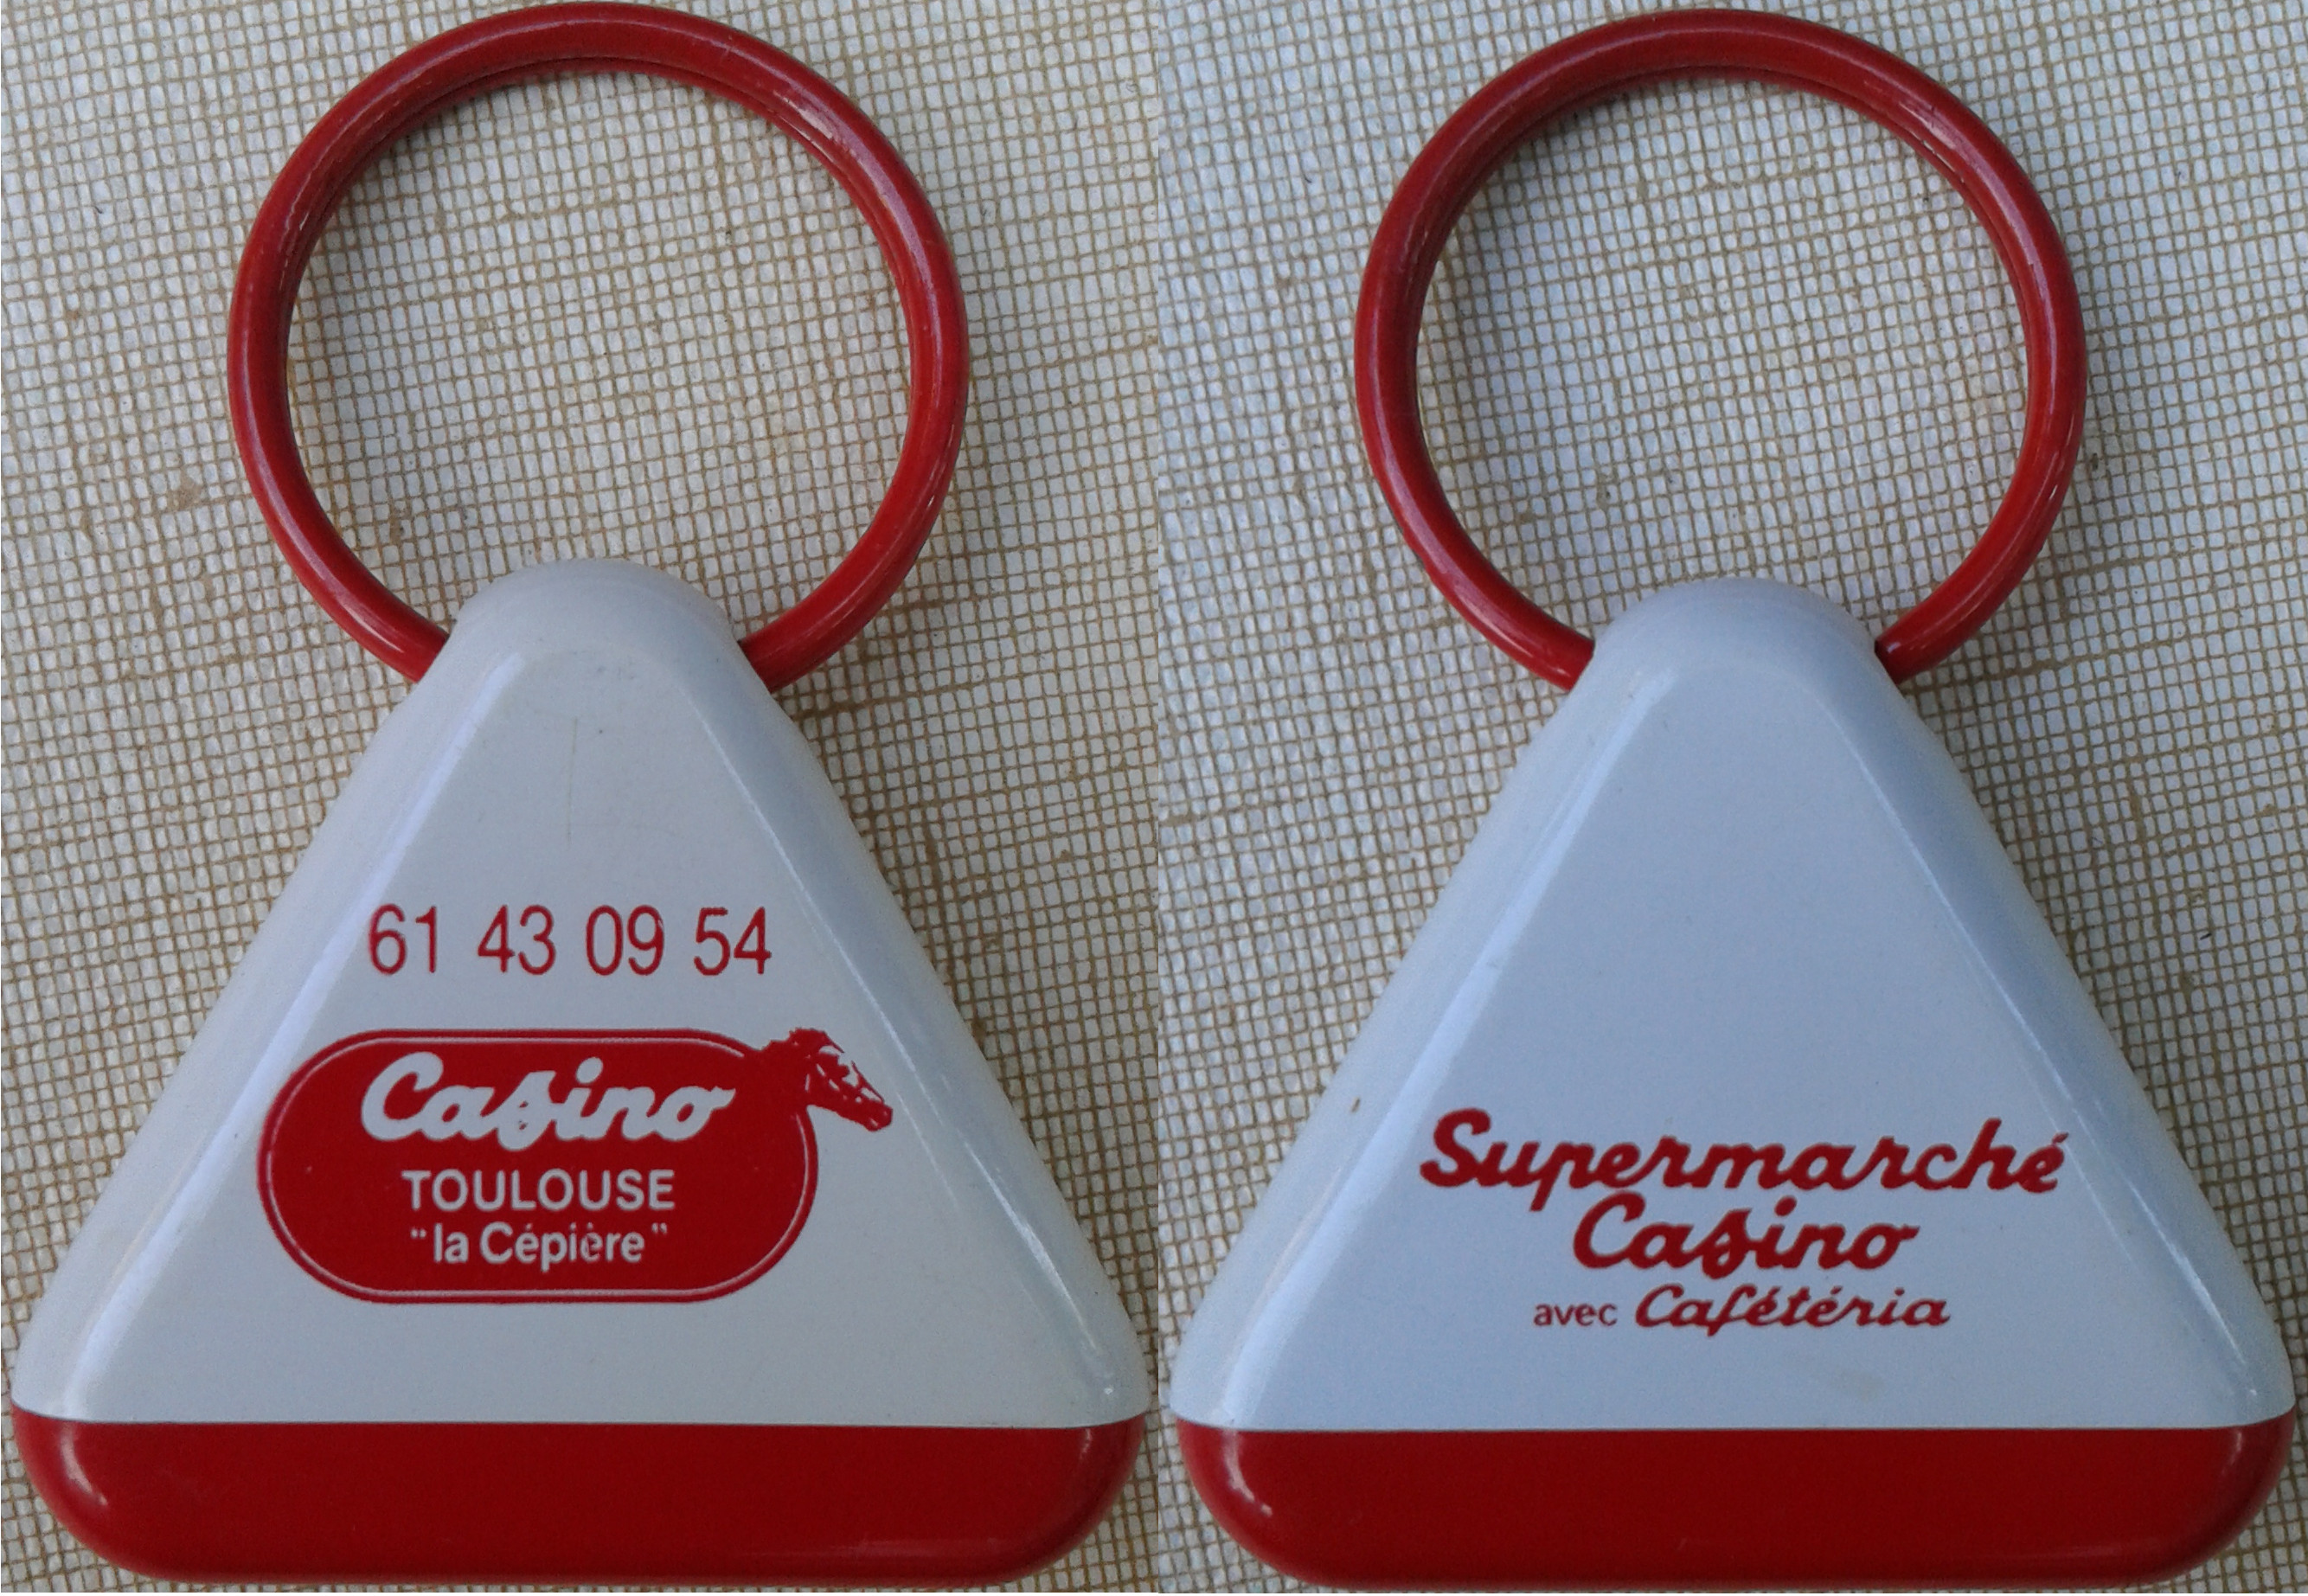 61 43 09 54
Casino
TOULOUSE
"la Cépière"
Supermarché
Casino
avec Cafétéria